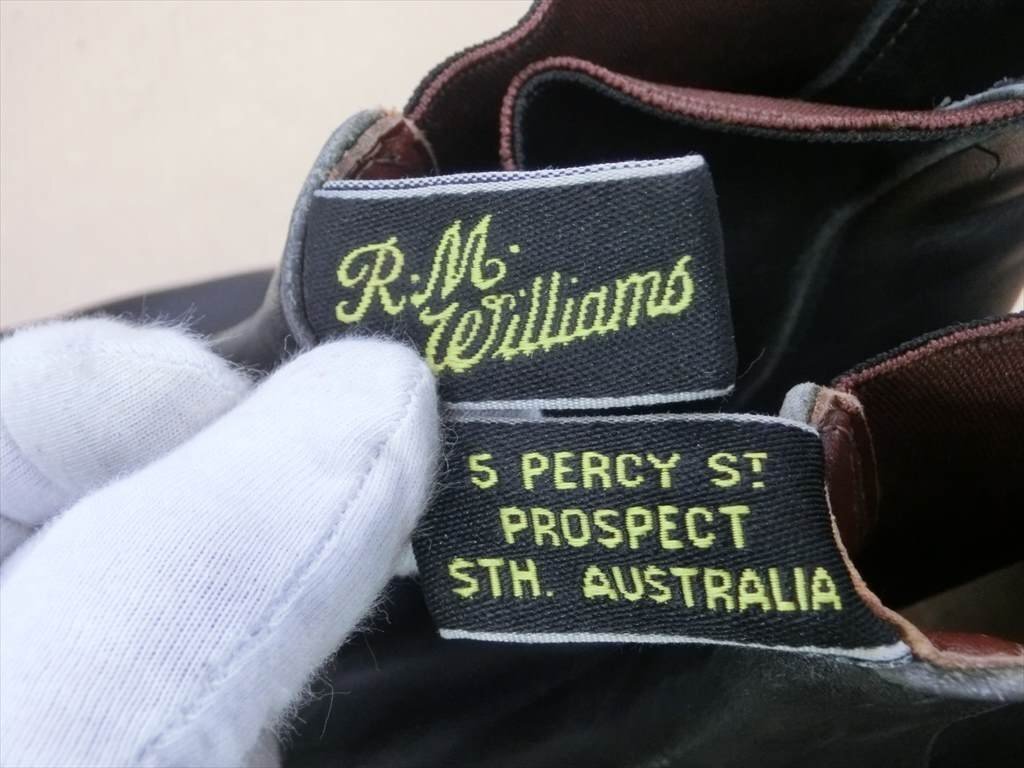 R.M.
Williams
5 PERCY ST
PROSPECT
STH. AUSTRALIA